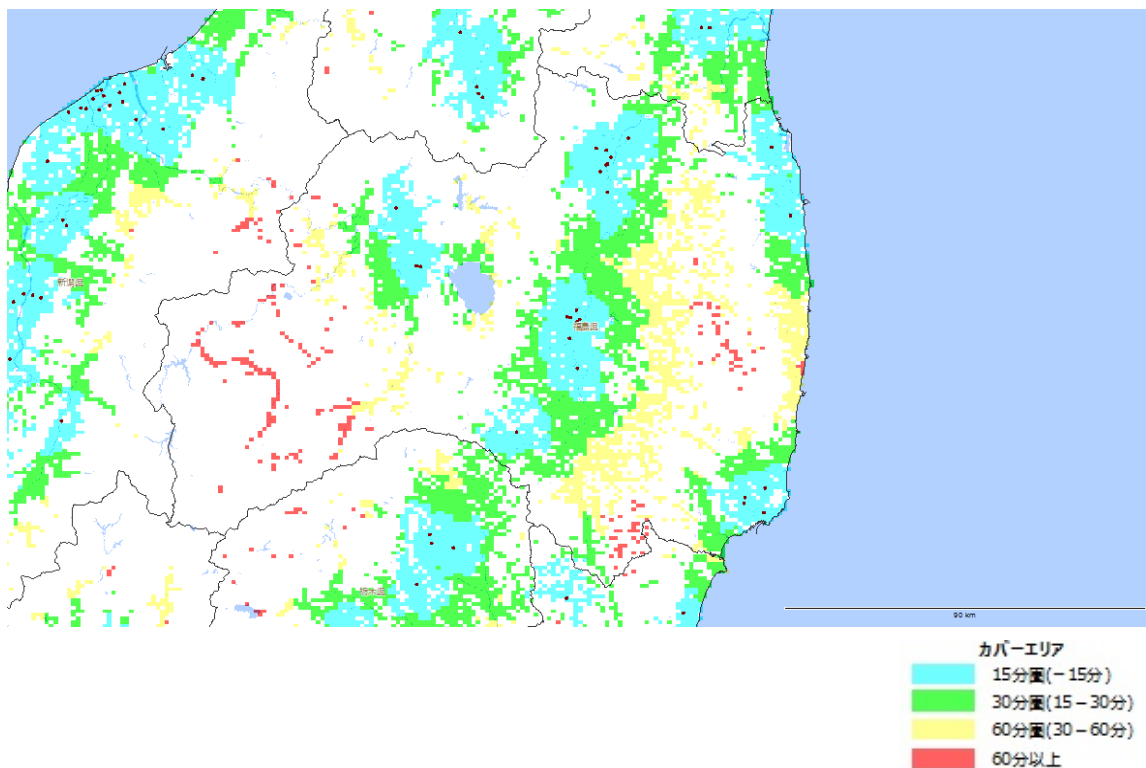 新潟県
福島県
栃木県
90 km
カバーエリア
15分圏(−15分)
30分圏(15−30分)
60分圏(30−60分)
60分以上